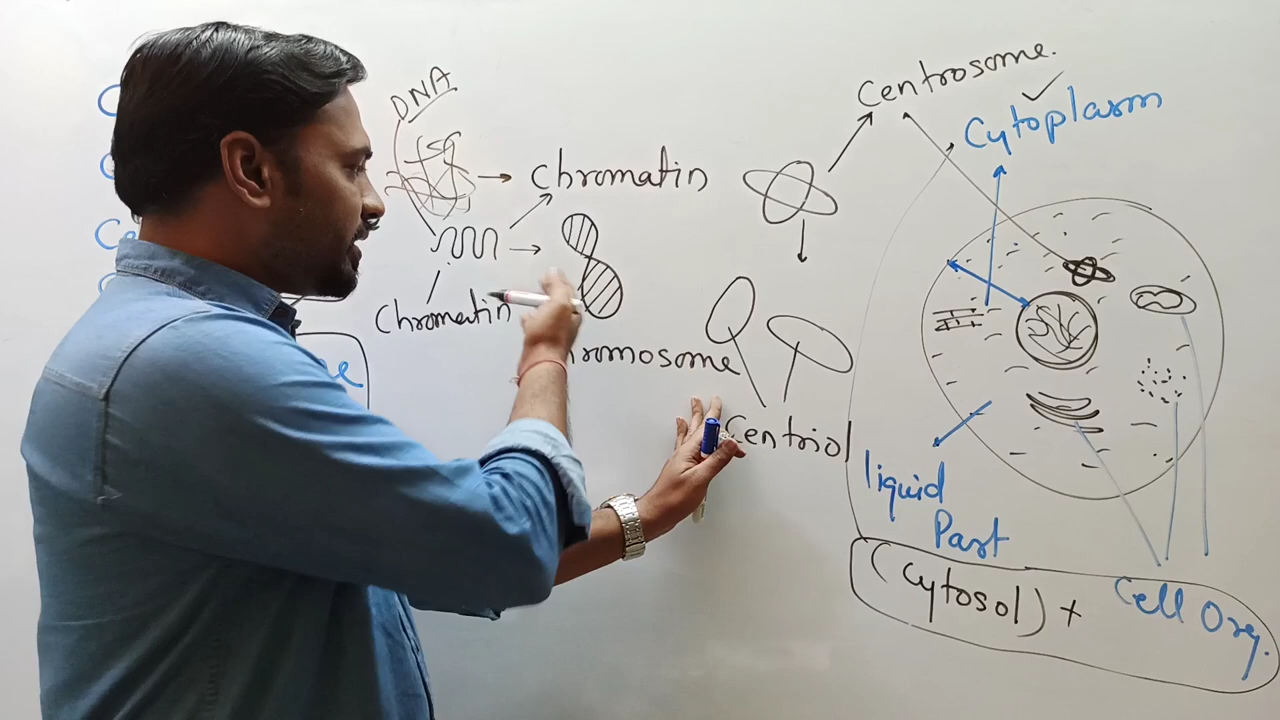 DNA
Chromatin
Chromatin
Centrosome.
Cytoplasm
Centriol
liquid
Part
(Cytosol) +
Cell Org.